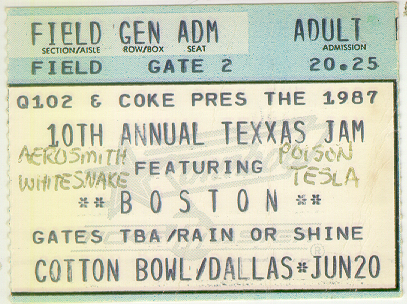 FIELD GEN ADM ADULT
SECTION/AISLE ROW/BOX SEAT ADMISSION
FIELD GATE 2 20.25
Q102 & COKE PRES THE 1987
10TH ANNUAL TEXXAS JAM
AEROSMITH FEATURING POISON
WHITESNAKE TESLA
** BOSTON **
GATES TBA/RAIN OR SHINE
COTTON BOWL/DALLAS*JUN20